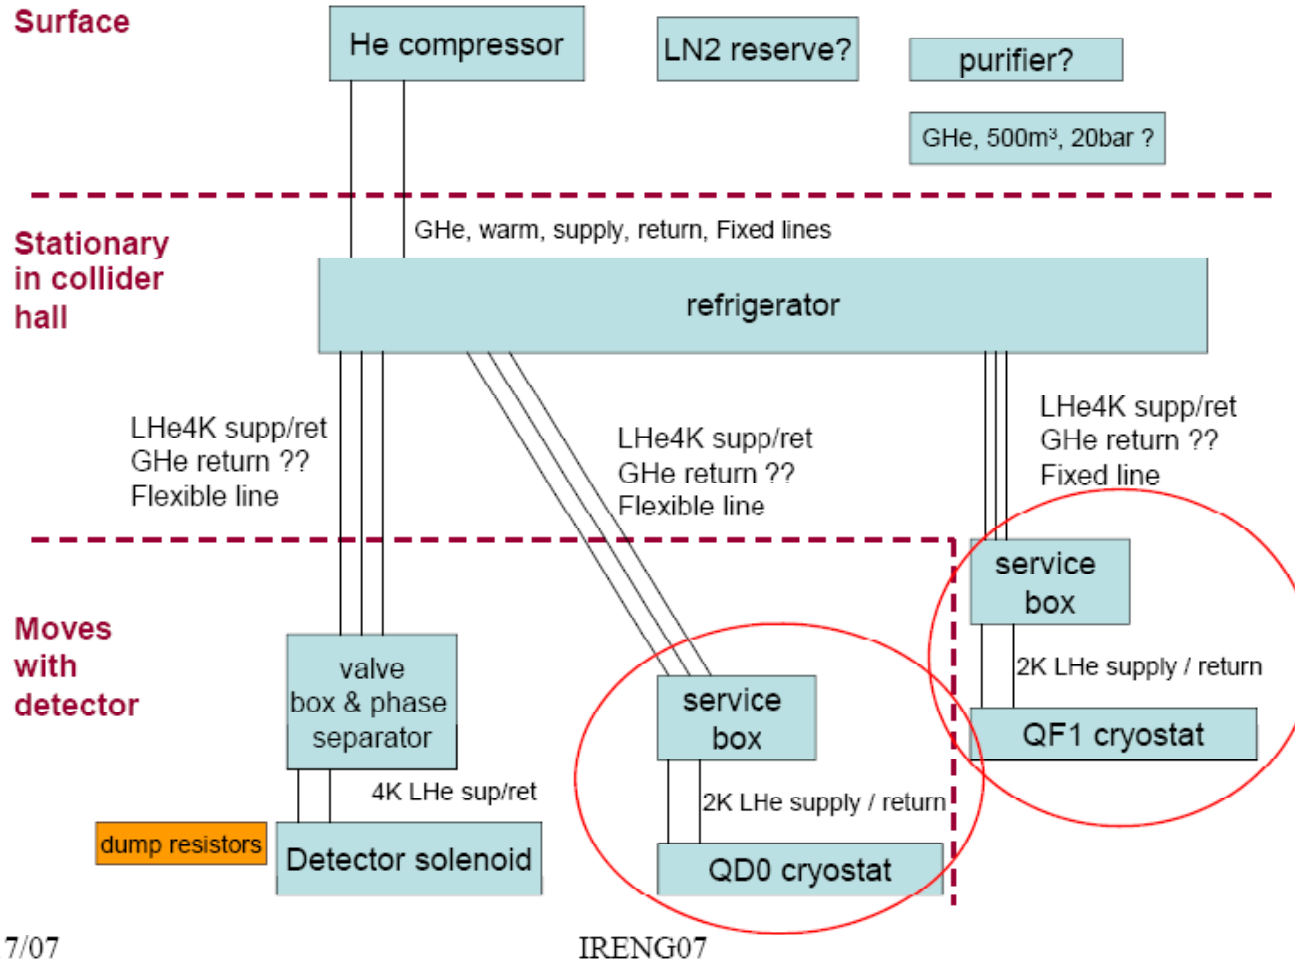 Surface
He compressor
LN2 reserve?
purifier?
GHe, 500m³, 20bar ?
GHe, warm, supply, return, Fixed lines
Stationary
in collider
hall
refrigerator
LHe4K supp/ret
GHe return ??
Flexible line
LHe4K supp/ret
GHe return ??
Flexible line
LHe4K supp/ret
GHe return ??
Fixed line
service
box
2K LHe supply / return
QF1 cryostat
Moves
with
detector
valve
box & phase
separator
4K LHe sup/ret
dump resistors
Detector solenoid
service
box
2K LHe supply / return
QD0 cryostat
7/07
IRENG07